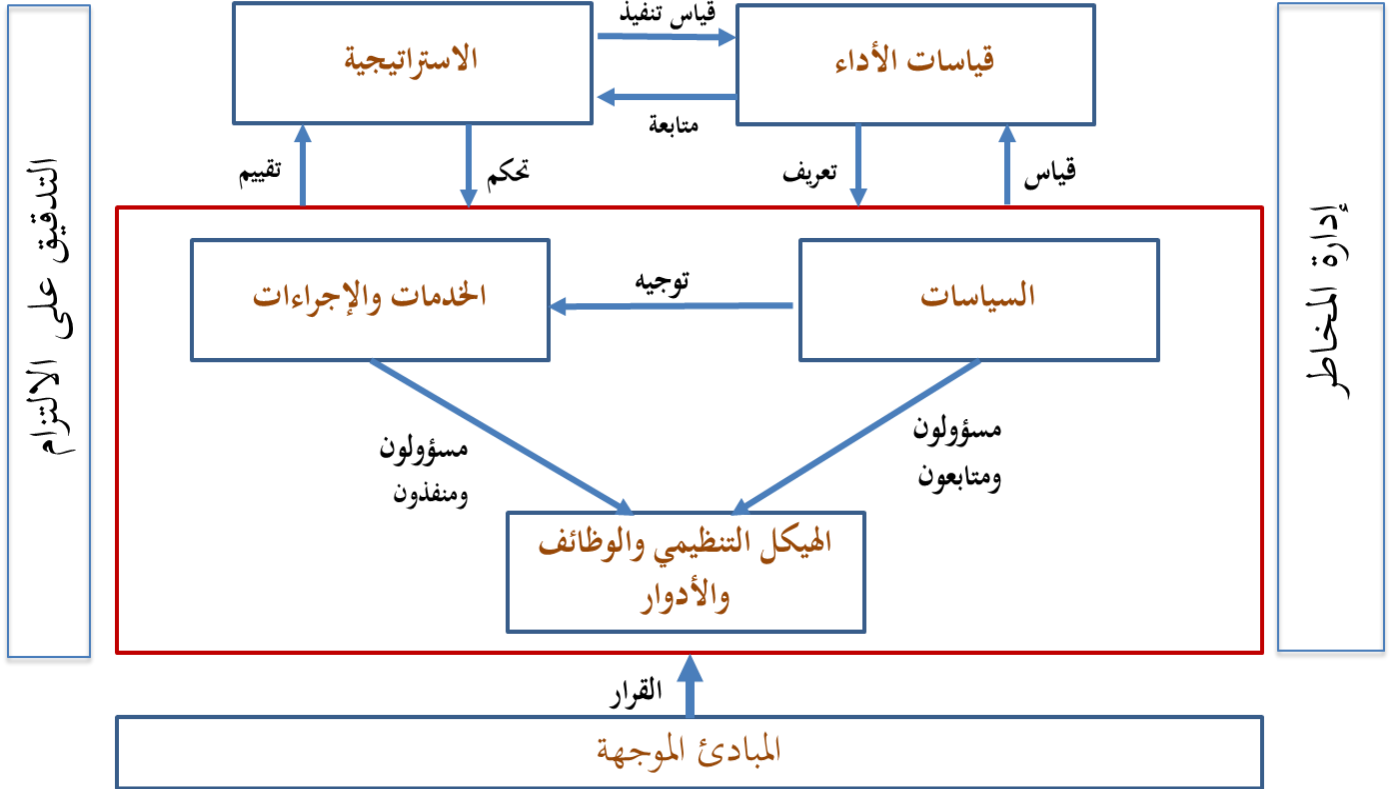 قياس تنفيذ
الاستراتيجية
قياسات الأداء
متابعة
تقييم
تحكم
تعريف
قياس
التدقيق على الالتزام
إدارة المخاطر
الخدمات والإجراءات
توجيه
السياسات
مسؤولون
ومنفذون
مسؤولون
ومتابعون
الهيكل التنظيمي والوظائف
والأدوار
القرار
المبادئ الموجهة